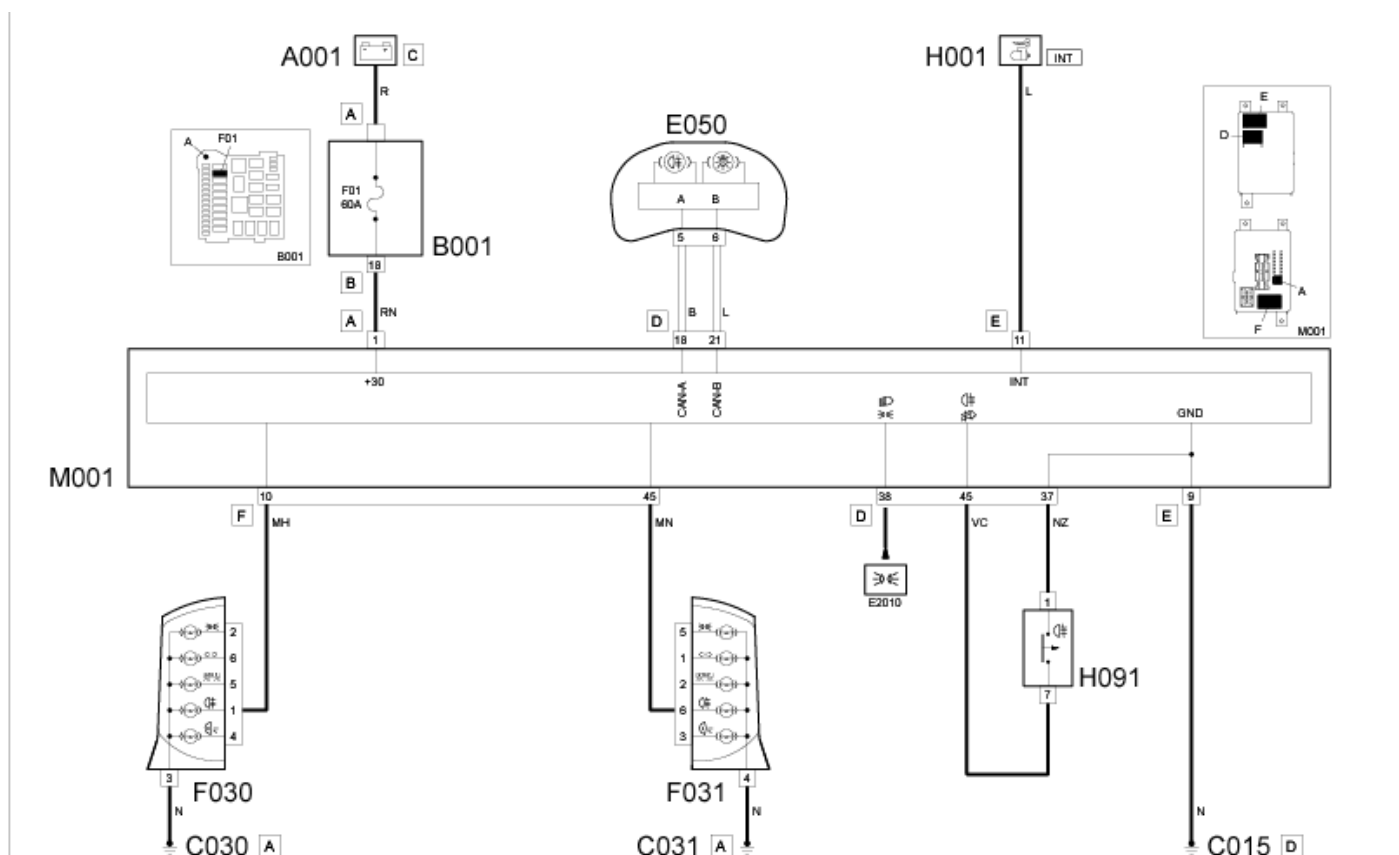 A001
C
H001
INT
R
L
A
E050
E
D
A
F01
F01
60A
A
B
B001
B001
18
5
6
A
F
M001
B
A
RN
D
B
L
E
1
18
21
11
+30
CAN-A
CAN-B
INT
GND
M001
10
45
38
45
37
9
F
MH
MN
D
VC
NZ
E
E2010
1
2
6
5
1
4
5
1
2
6
3
H091
7
3
F030
F031
4
N
N
N
C030
A
C031
A
C015
D